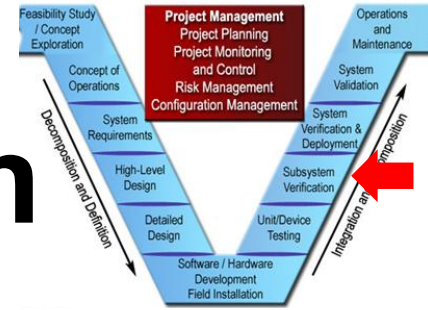 Feasibility Study
/ Concept
Exploration
Concept of
Operations
System
Requirements
High-Level
Design
Detailed
Design
Software / Hardware
Development
Field Installation
Unit/Device
Testing
Subsystem
Verification
System
Verification &
Deployment
System
Validation
Operations
and
Maintenance
Project Management
Project Planning
Project Monitoring
and Control
Risk Management
Configuration Management
Decomposition and Definition
Integration and
n